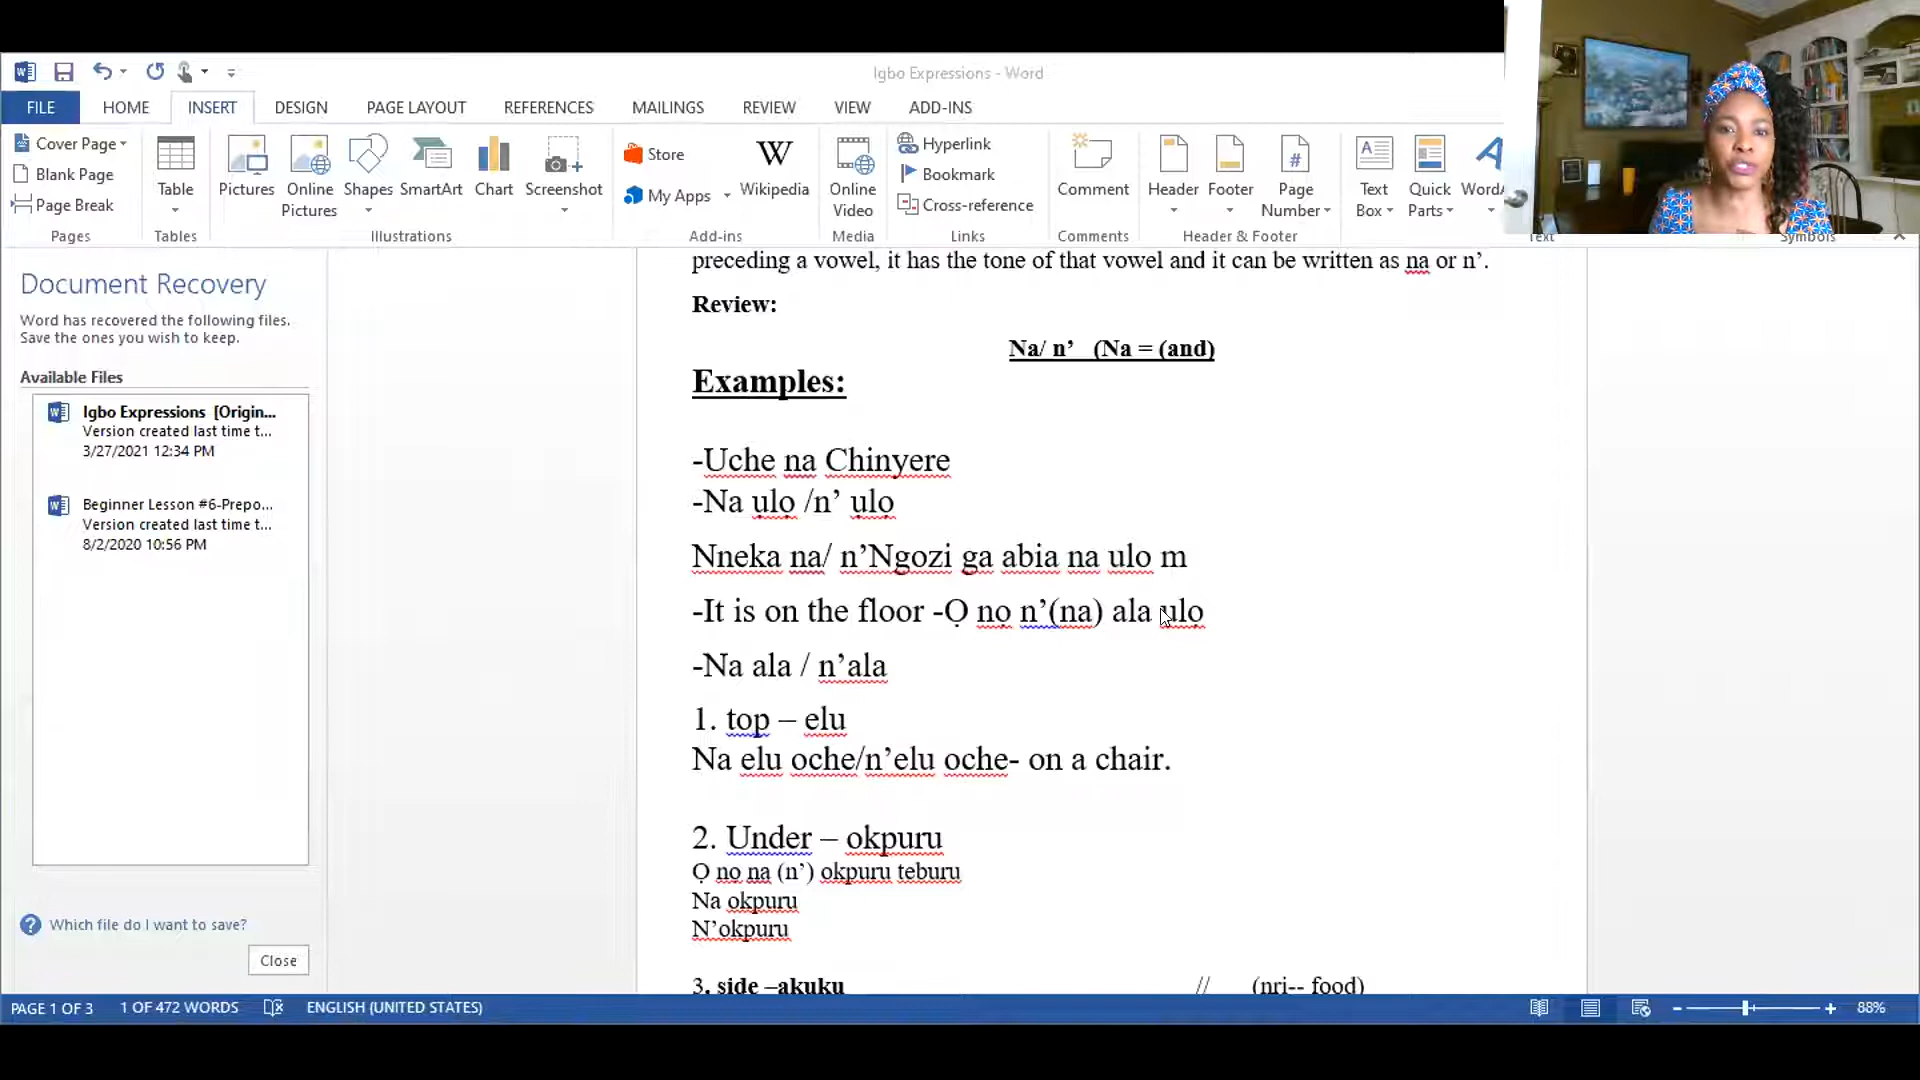 Igbo Expressions - Word
FILE HOME INSERT DESIGN PAGE LAYOUT REFERENCES MAILINGS REVIEW VIEW ADD-INS
Cover Page
Blank Page
Page Break
Pages
Table
Tables
Pictures
Online Pictures
Shapes
SmartArt
Chart
Screenshot
Illustrations
Store
My Apps
W
Wikipedia
Add-ins
Online Video
Media
Hyperlink
Bookmark
Cross-reference
Links
Comment
Comments
Header
Footer
# Page Number
Header & Footer
A Text Box
Quick Parts
Text
Symbols
Document Recovery
Word has recovered the following files.
Save the ones you wish to keep.
Available Files
Igbo Expressions [Origin...
Version created last time t...
3/27/2021 12:34 PM
Beginner Lesson #6-Prepo...
Version created last time t...
8/2/2020 10:56 PM
Which file do I want to save?
Close
preceding a vowel, it has the tone of that vowel and it can be written as na or n’.
Review:
Na/ n’ (Na = (and)
Examples:
-Uche na Chinyere
-Na ụlọ /n’ ụlọ
Nneka na/ n’Ngozi ga abia na ulo m
-It is on the floor -Ọ nọ n’(na) ala ụlọ
-Na ala / n’ala
1. top – elu
Na elu oche/n’elu oche- on a chair.
2. Under – okpuru
Ọ nọ na (n’) okpuru teburu
Na okpuru
N’okpuru
3. side –akuku // (nri-- food)
PAGE 1 OF 3 1 OF 472 WORDS ENGLISH (UNITED STATES) 88%